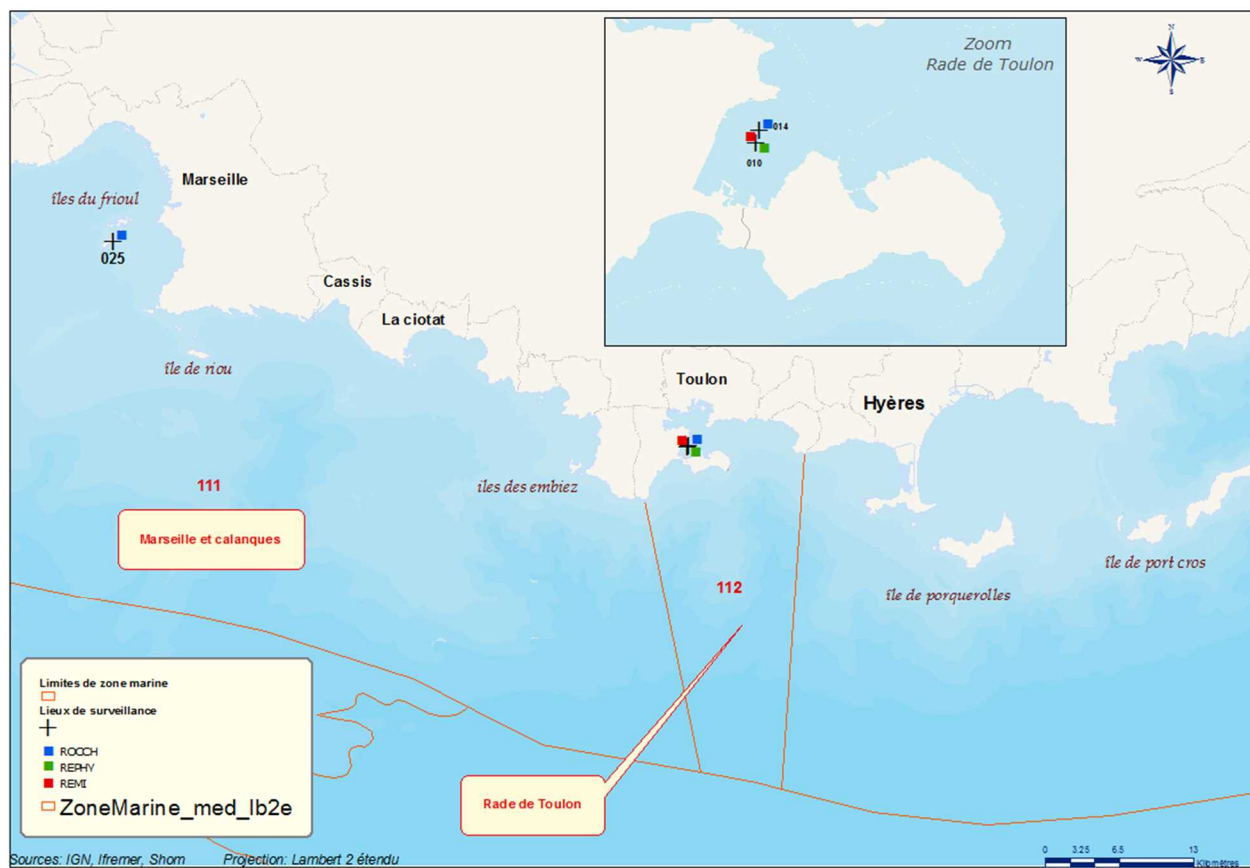 Zoom
Rade de Toulon
N
W
E
S
014
010
Marseille
îles du frioul
025
Cassis
La ciotat
île de riou
Toulon
Hyères
111
îles des embiez
Marseille et calanques
112
île de port cros
île de porquerolles
Limites de zone marine
Lieux de surveillance
ROCCH
REPHY
REMI
ZoneMarine_med_lb2e
Rade de Toulon
Sources: IGN, Ifremer, Shom Projection: Lambert 2 étendu
0 3.25 6.5 13
Kilomètres